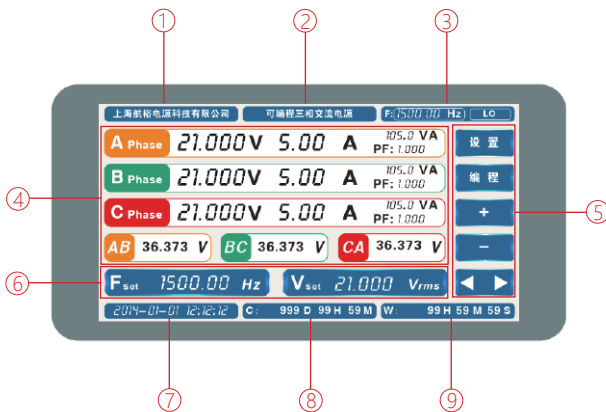 ① ② ③
上海航裕电源科技有限公司 可编程三相交流电源 F: 1500.00 Hz LO
A Phase 21.000 V 5.00 A 105.0 VA PF: 1.000
设 置
B Phase 21.000 V 5.00 A 105.0 VA PF: 1.000
编 程
④
C Phase 21.000 V 5.00 A 105.0 VA PF: 1.000
+
⑤
AB 36.373 V BC 36.373 V CA 36.373 V
−
⑥
Fset 1500.00 Hz Vset 21.000 Vrms
◀ ▶
2014-01-01 12:12:12 C: 999 D 99 H 59 M W: 99 H 59 M 59 S
⑦ ⑧ ⑨